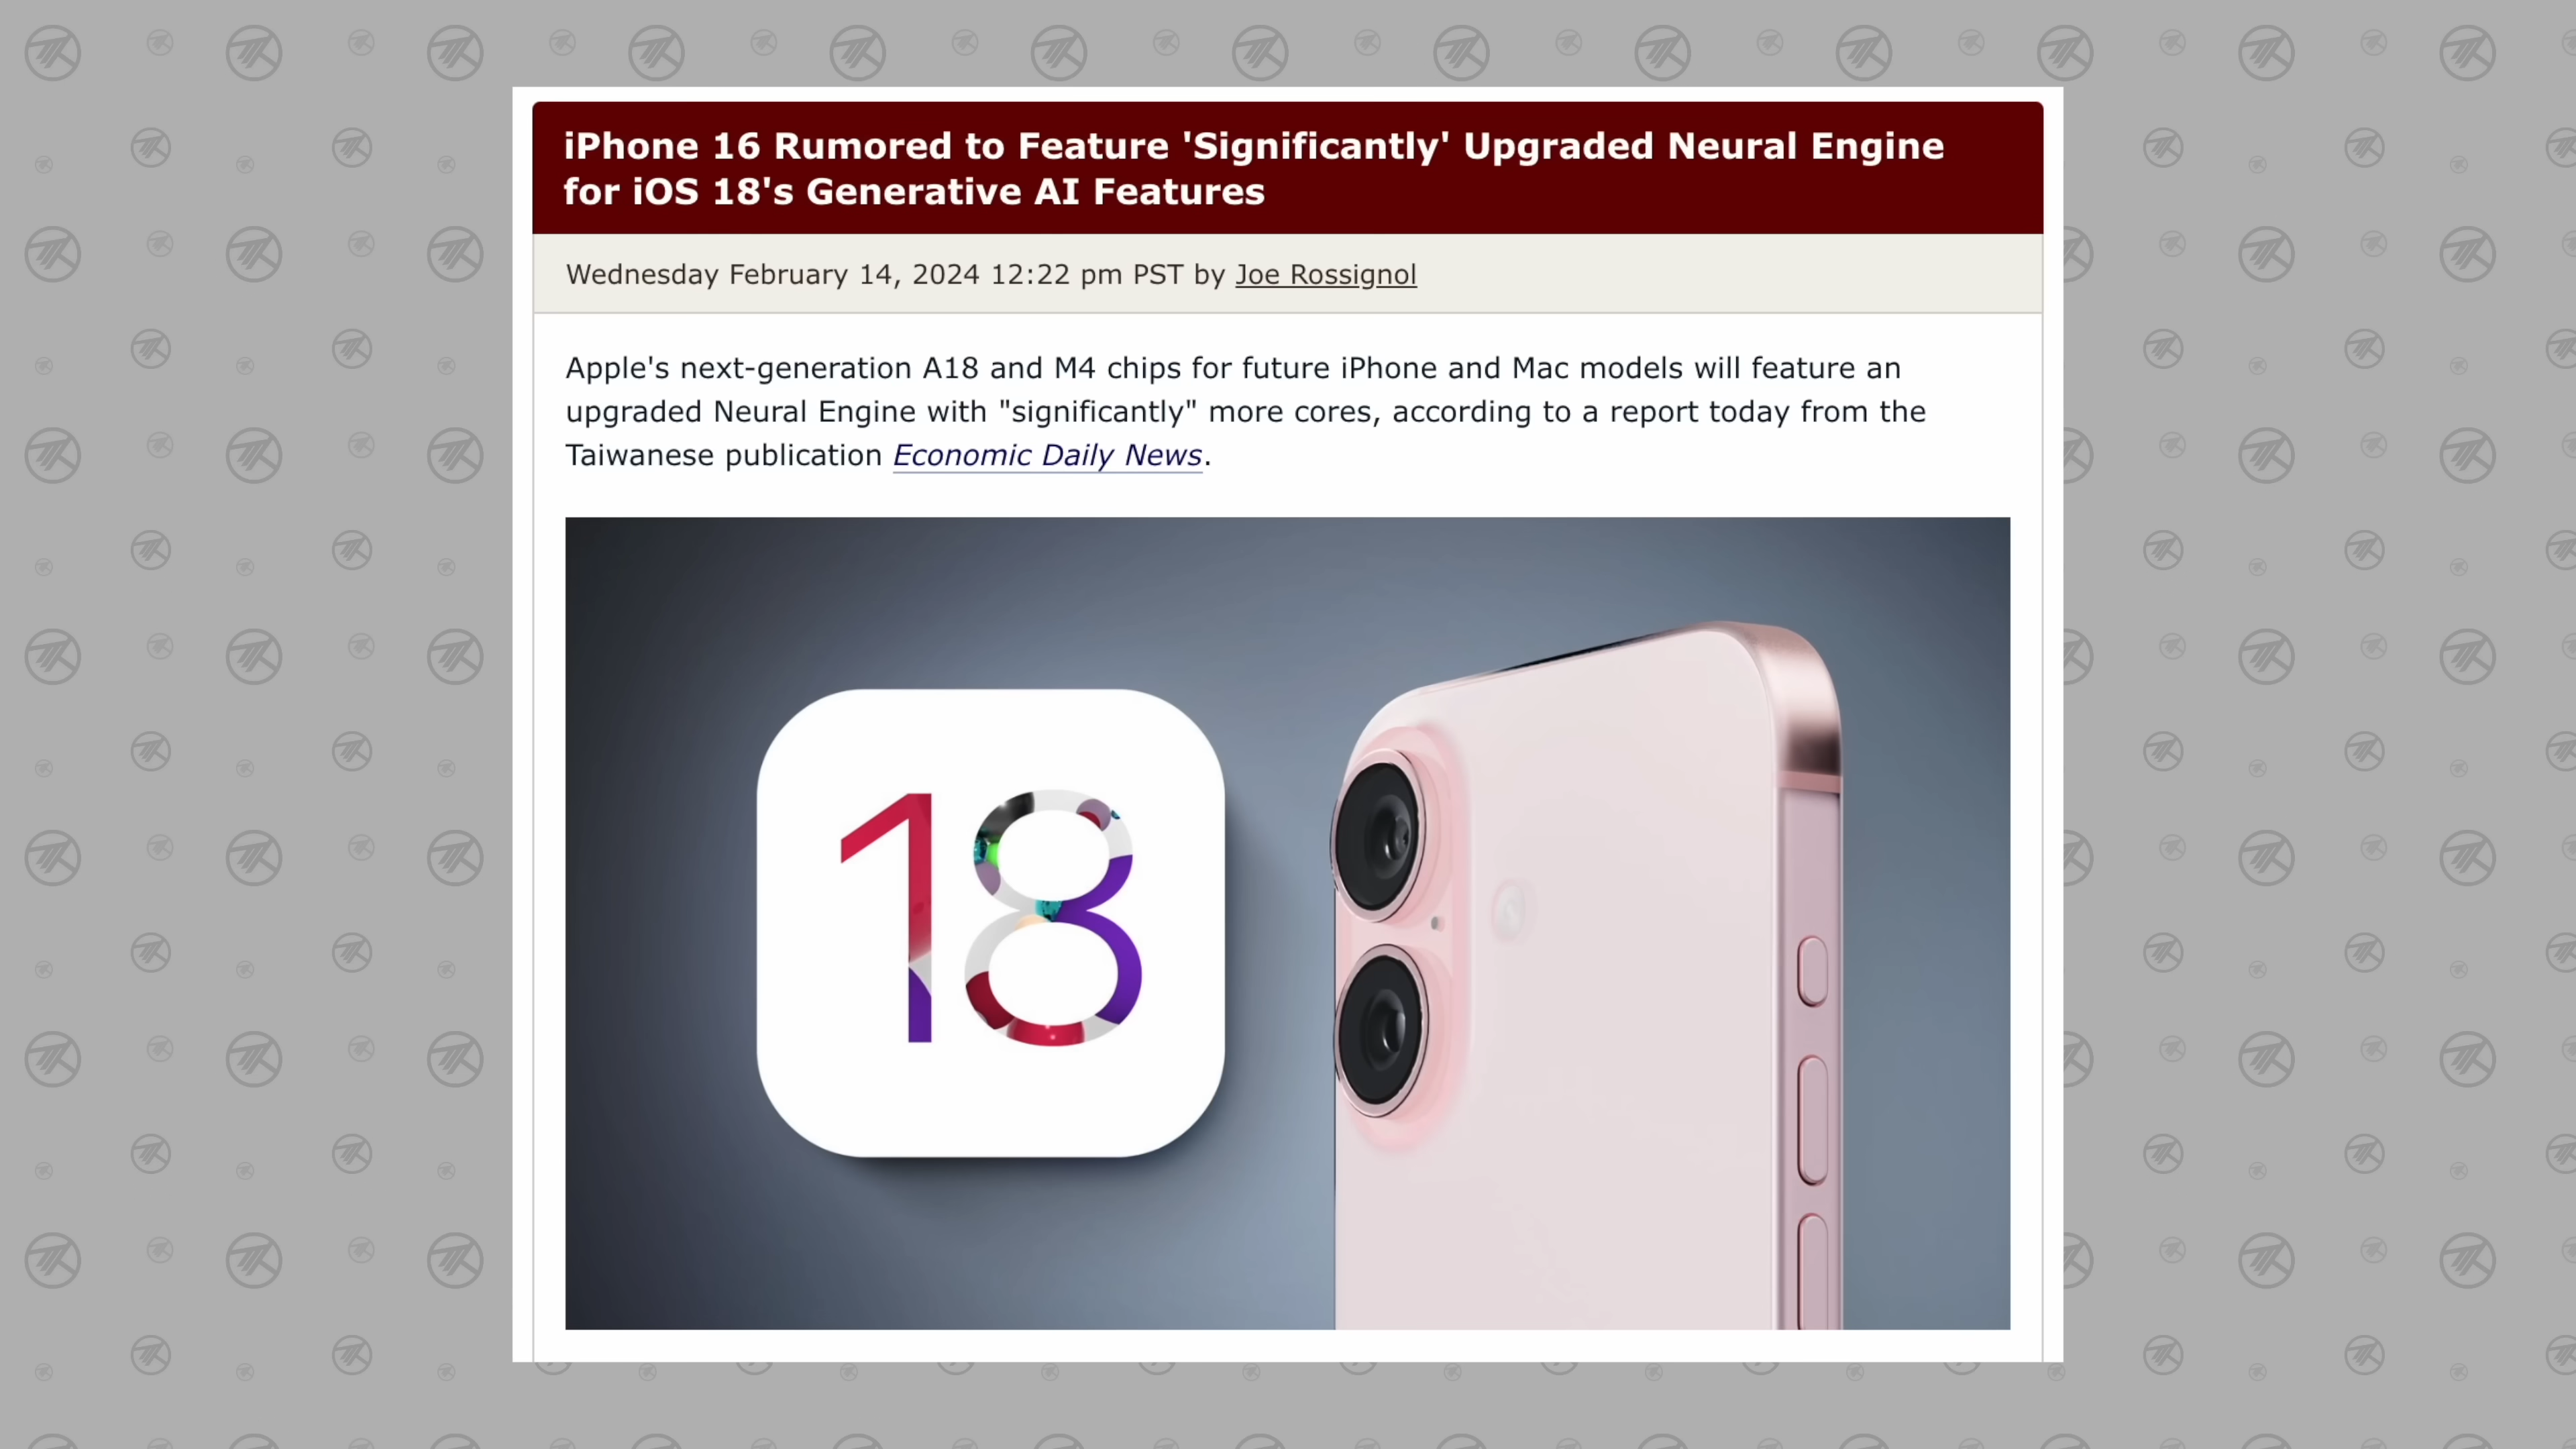 iPhone 16 Rumored to Feature 'Significantly' Upgraded Neural Engine
for iOS 18's Generative AI Features
Wednesday February 14, 2024 12:22 pm PST by Joe Rossignol
Apple's next-generation A18 and M4 chips for future iPhone and Mac models will feature an
upgraded Neural Engine with "significantly" more cores, according to a report today from the
Taiwanese publication Economic Daily News.
18